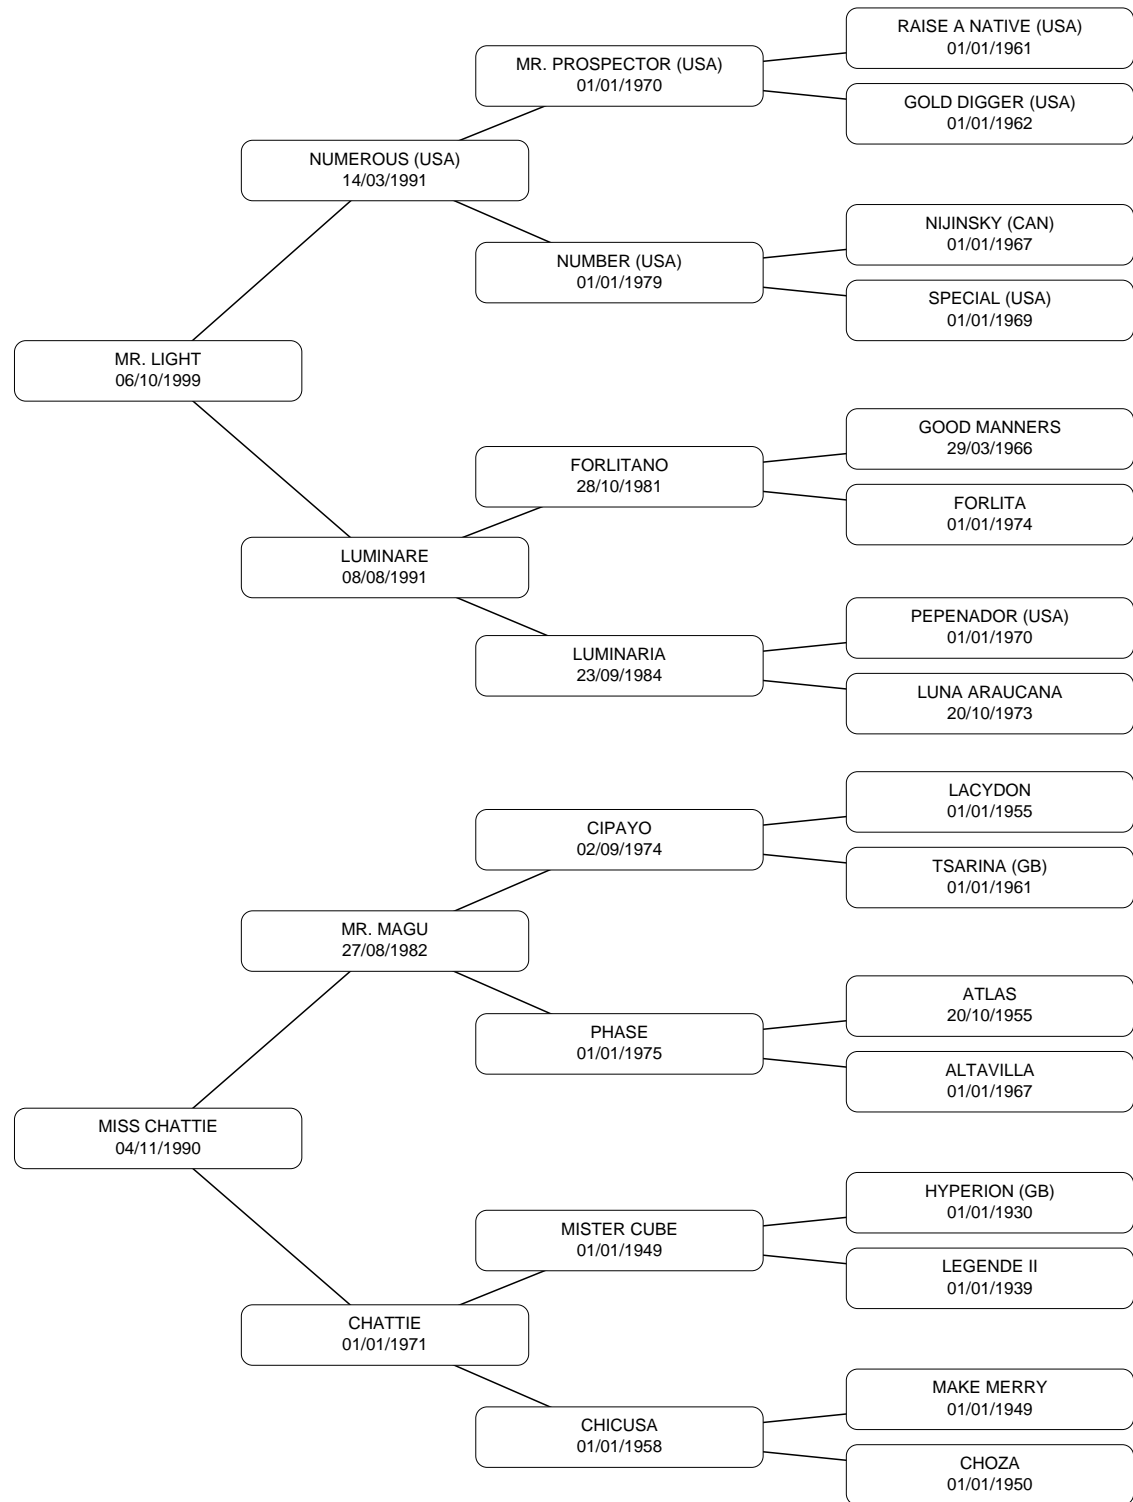 RAISE A NATIVE (USA)
01/01/1961
MR. PROSPECTOR (USA)
01/01/1970
GOLD DIGGER (USA)
01/01/1962
NUMEROUS (USA)
14/03/1991
NIJINSKY (CAN)
01/01/1967
NUMBER (USA)
01/01/1979
SPECIAL (USA)
01/01/1969
MR. LIGHT
06/10/1999
GOOD MANNERS
29/03/1966
FORLITANO
28/10/1981
FORLITA
01/01/1974
LUMINARE
08/08/1991
PEPENADOR (USA)
01/01/1970
LUMINARIA
23/09/1984
LUNA ARAUCANA
20/10/1973
LACYDON
01/01/1955
CIPAYO
02/09/1974
TSARINA (GB)
01/01/1961
MR. MAGU
27/08/1982
ATLAS
20/10/1955
PHASE
01/01/1975
ALTAVILLA
01/01/1967
MISS CHATTIE
04/11/1990
HYPERION (GB)
01/01/1930
MISTER CUBE
01/01/1949
LEGENDE II
01/01/1939
CHATTIE
01/01/1971
MAKE MERRY
01/01/1949
CHICUSA
01/01/1958
CHOZA
01/01/1950